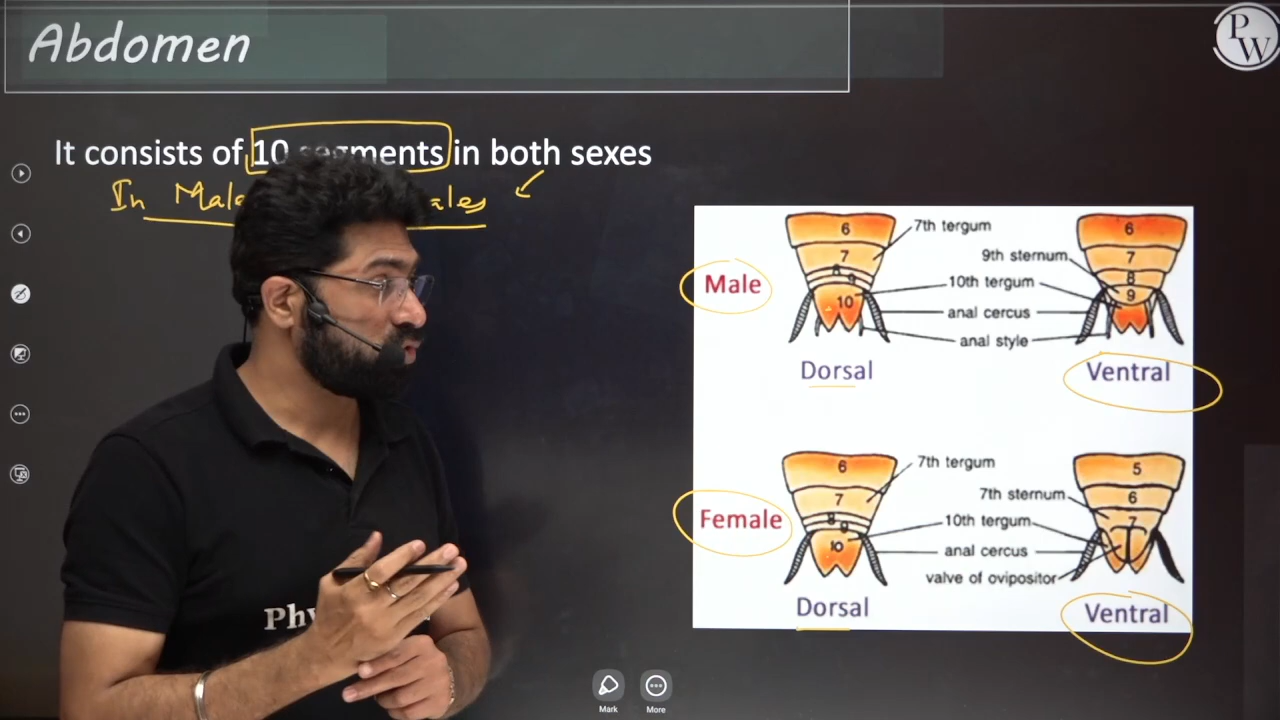 Abdomen
PW
It consists of 10 segments in both sexes
In Male
Male
6
7
8
9
10
7th tergum
9th sternum
10th tergum
anal cercus
anal style
6
7
8
9
Dorsal
Ventral
Female
6
7
8
9
10
7th tergum
7th sternum
10th tergum
anal cercus
valve of ovipositor
5
6
7
Dorsal
Ventral
Mark
More